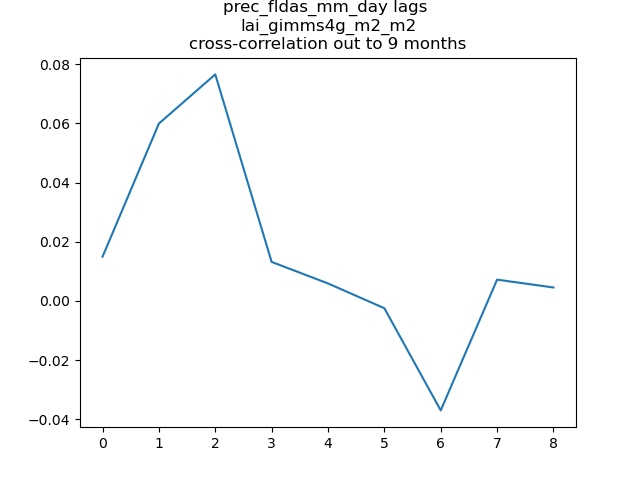 prec_fldas_mm_day lags
lai_gimms4g_m2_m2
cross-correlation out to 9 months
0.08
0.06
0.04
0.02
0.00
−0.02
−0.04
0 1 2 3 4 5 6 7 8